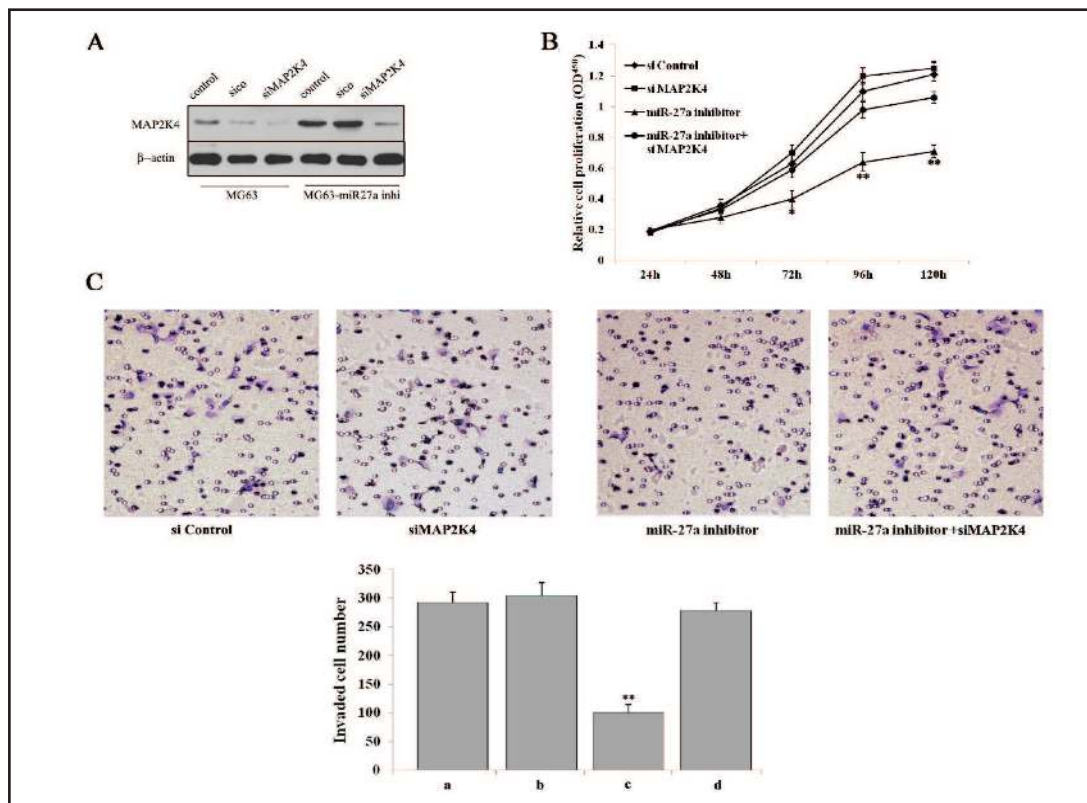 A
control
sico
siMAP2K4
control
sico
siMAP2K4
MAP2K4
β-actin
MG63
MG63-miR27a inhi
B
Relative cell proliferation (OD⁴⁵⁰)
1.4
1.2
1.0
0.8
0.6
0.4
0.2
0
si Control
si MAP2K4
miR-27a inhibitor
miR-27a inhibitor+
si MAP2K4
*
**
**
24h
48h
72h
96h
120h
C
si Control
siMAP2K4
miR-27a inhibitor
miR-27a inhibitor+siMAP2K4
Invaded cell number
350
300
250
200
150
100
50
0
**
a
b
c
d